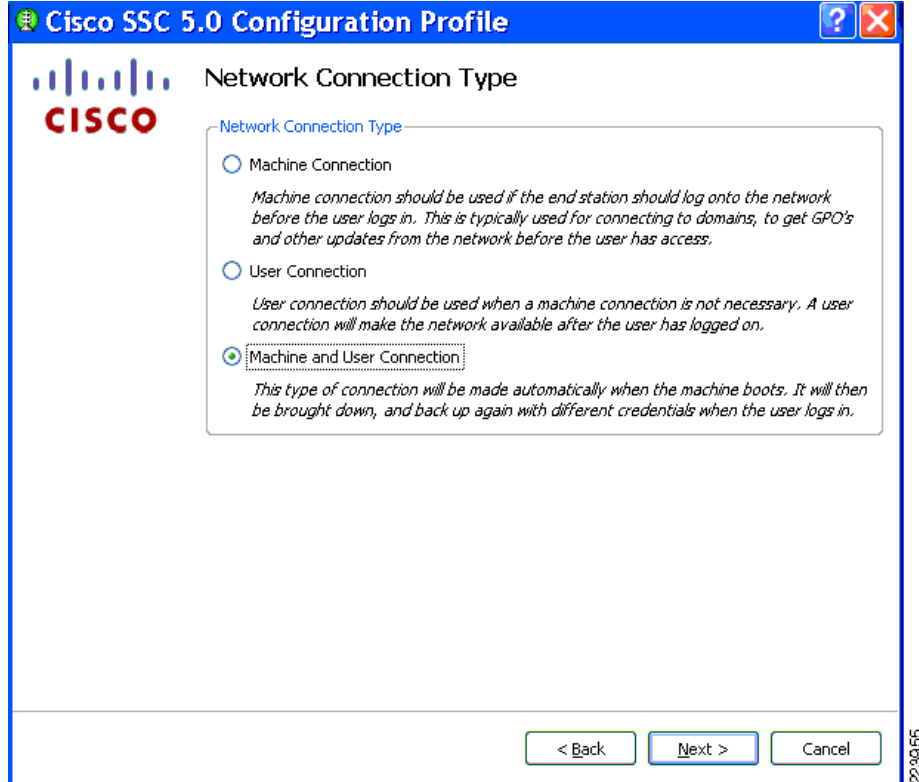 Cisco SSC 5.0 Configuration Profile
?
CISCO
Network Connection Type
Network Connection Type
Machine Connection
Machine connection should be used if the end station should log onto the network
before the user logs in. This is typically used for connecting to domains, to get GPO's
and other updates from the network before the user has access.
User Connection
User connection should be used when a machine connection is not necessary. A user
connection will make the network available after the user has logged on.
Machine and User Connection
This type of connection will be made automatically when the machine boots. It will then
be brought down, and back up again with different credentials when the user logs in.
< Back
Next >
Cancel